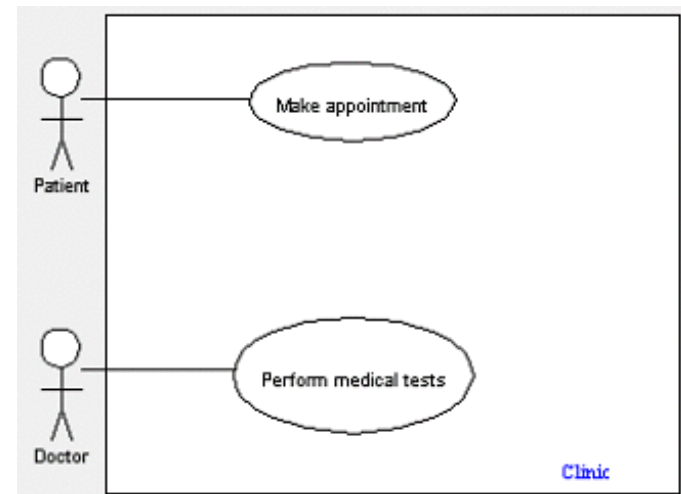 Make appointment
Patient
Perform medical tests
Doctor
Clinic